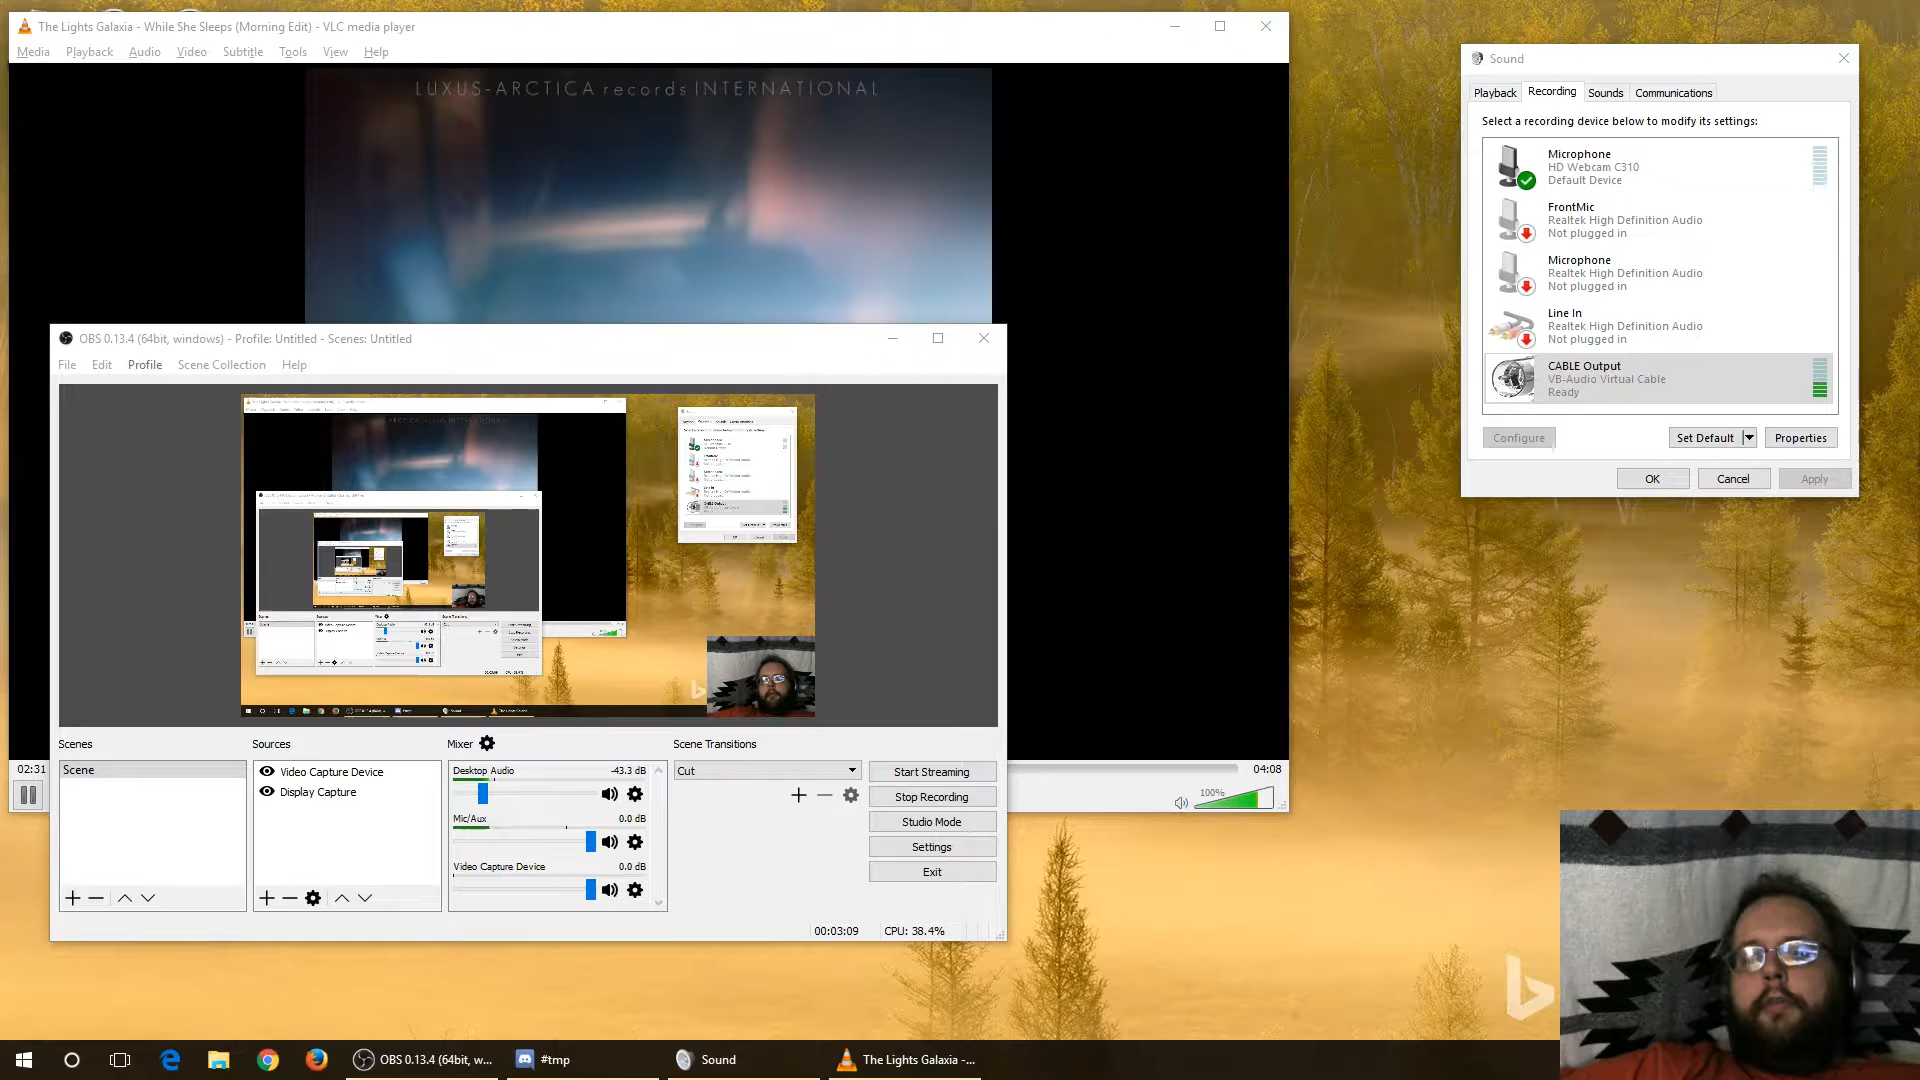 The Lights Galaxia - While She Sleeps (Morning Edit) - VLC media player
Media Playback Audio Video Subtitle Tools View Help
LUXUS-ARCTICA records INTERNATIONAL
02:31
04:08
100%
OBS 0.13.4 (64bit, windows) - Profile: Untitled - Scenes: Untitled
File Edit Profile Scene Collection Help
Scenes
Scene
Sources
Video Capture Device
Display Capture
Mixer
Desktop Audio -43.3 dB
Mic/Aux 0.0 dB
Video Capture Device 0.0 dB
Scene Transitions
Cut
Start Streaming
Stop Recording
Studio Mode
Settings
Exit
00:03:09 CPU: 38.4%
Sound
Playback Recording Sounds Communications
Select a recording device below to modify its settings:
Microphone
HD Webcam C310
Default Device
FrontMic
Realtek High Definition Audio
Not plugged in
Microphone
Realtek High Definition Audio
Not plugged in
Line In
Realtek High Definition Audio
Not plugged in
CABLE Output
VB-Audio Virtual Cable
Ready
Configure Set Default Properties
OK Cancel Apply
OBS 0.13.4 (64bit, w... #tmp Sound The Lights Galaxia -...